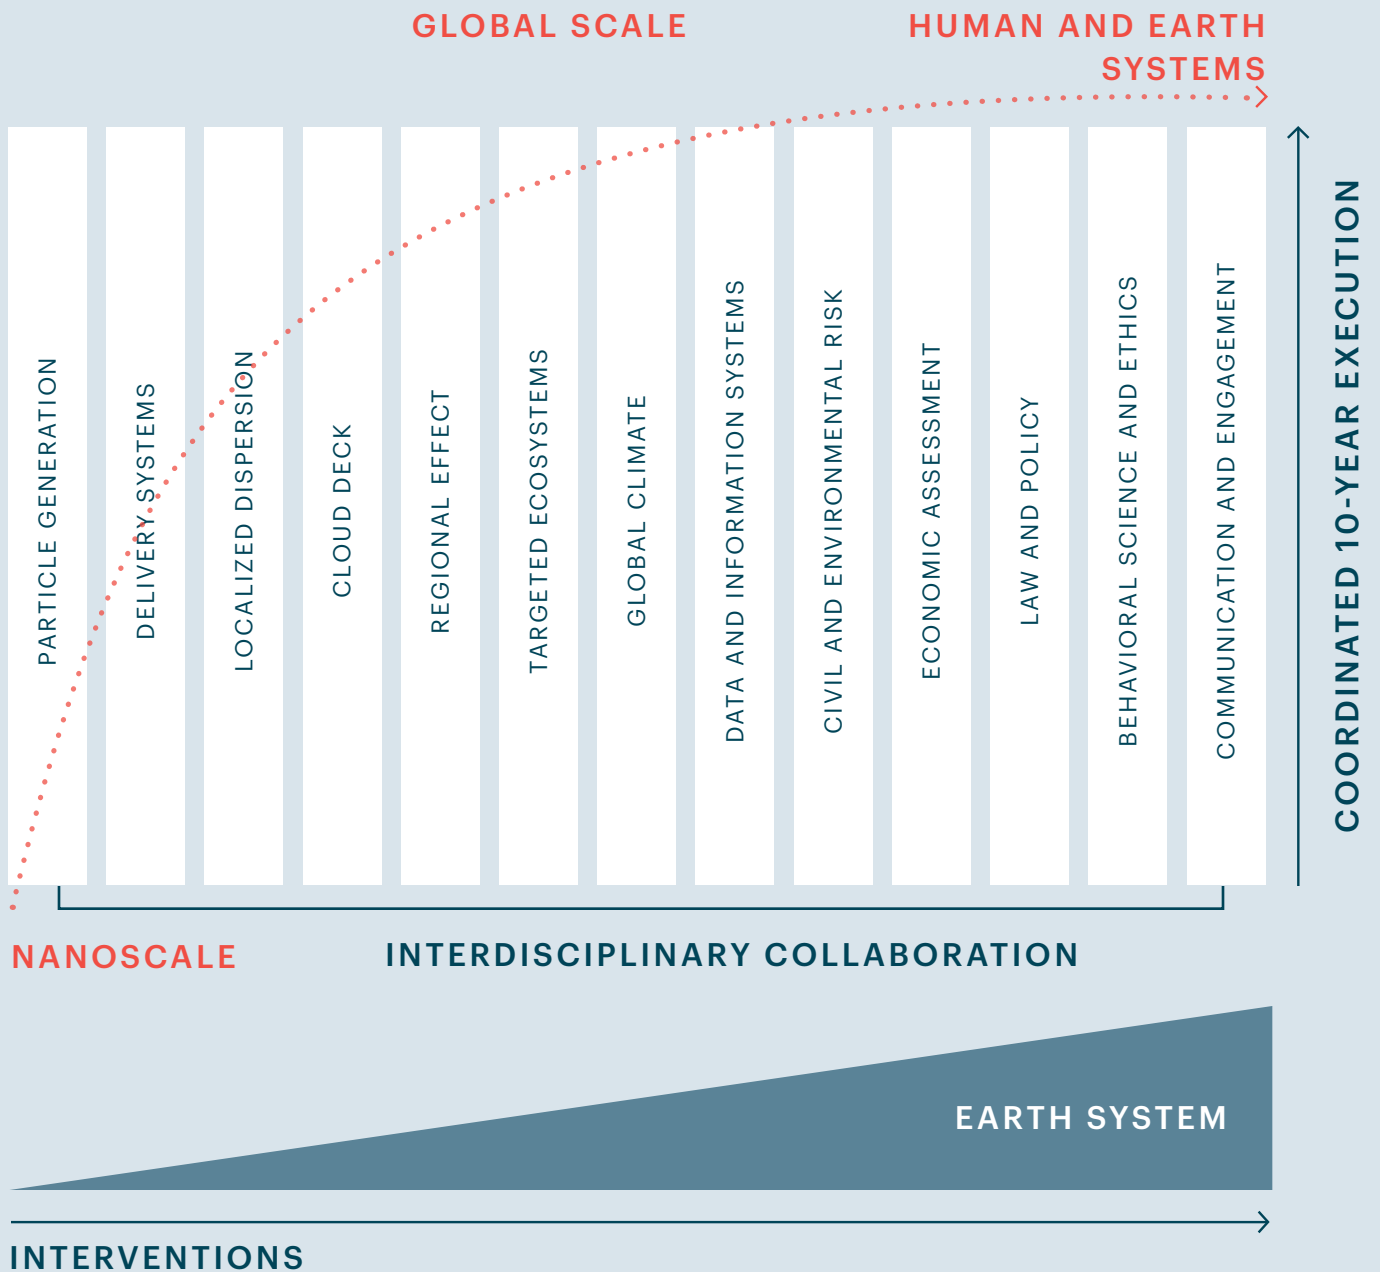 GLOBAL SCALE
HUMAN AND EARTH
SYSTEMS
PARTICLE GENERATION
DELIVERY SYSTEMS
LOCALIZED DISPERSION
CLOUD DECK
REGIONAL EFFECT
TARGETED ECOSYSTEMS
GLOBAL CLIMATE
DATA AND INFORMATION SYSTEMS
CIVIL AND ENVIRONMENTAL RISK
ECONOMIC ASSESSMENT
LAW AND POLICY
BEHAVIORAL SCIENCE AND ETHICS
COMMUNICATION AND ENGAGEMENT
COORDINATED 10-YEAR EXECUTION
NANOSCALE
INTERDISCIPLINARY COLLABORATION
EARTH SYSTEM
INTERVENTIONS